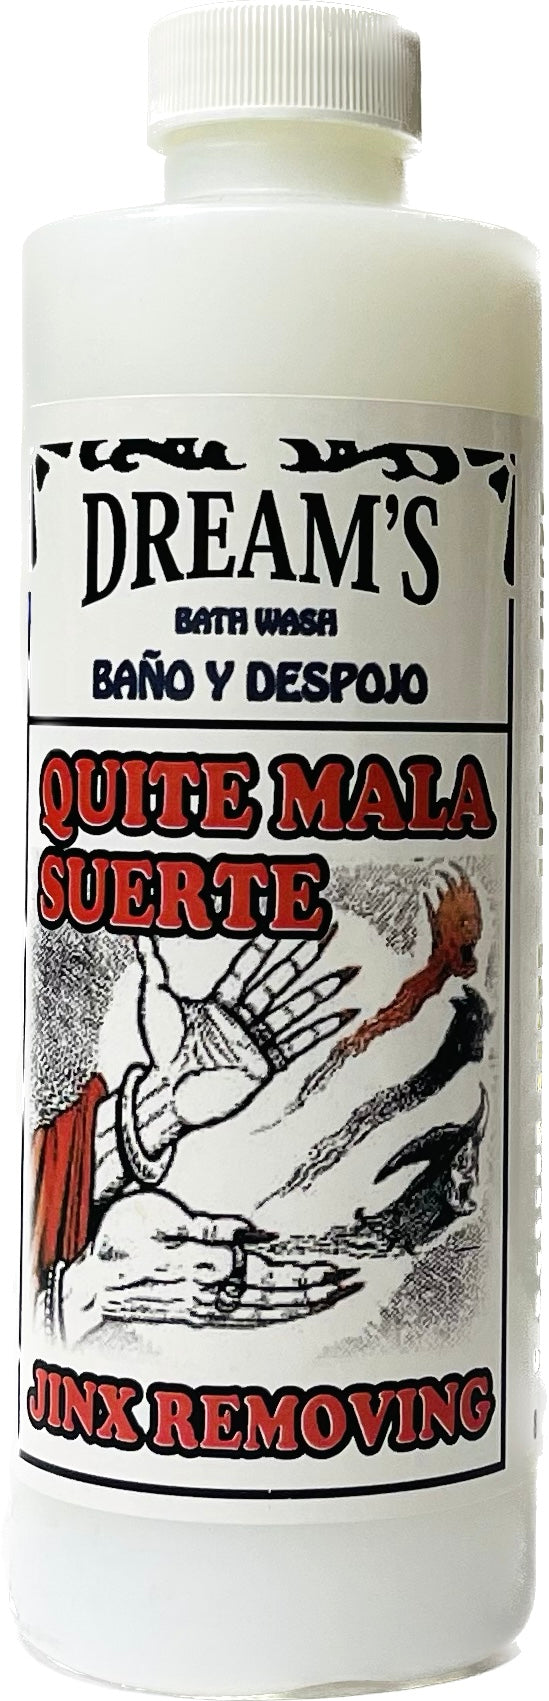 DREAM'S
BATH WASH
BAÑO Y DESPOJO
QUITE MALA
SUERTE
JINX REMOVING